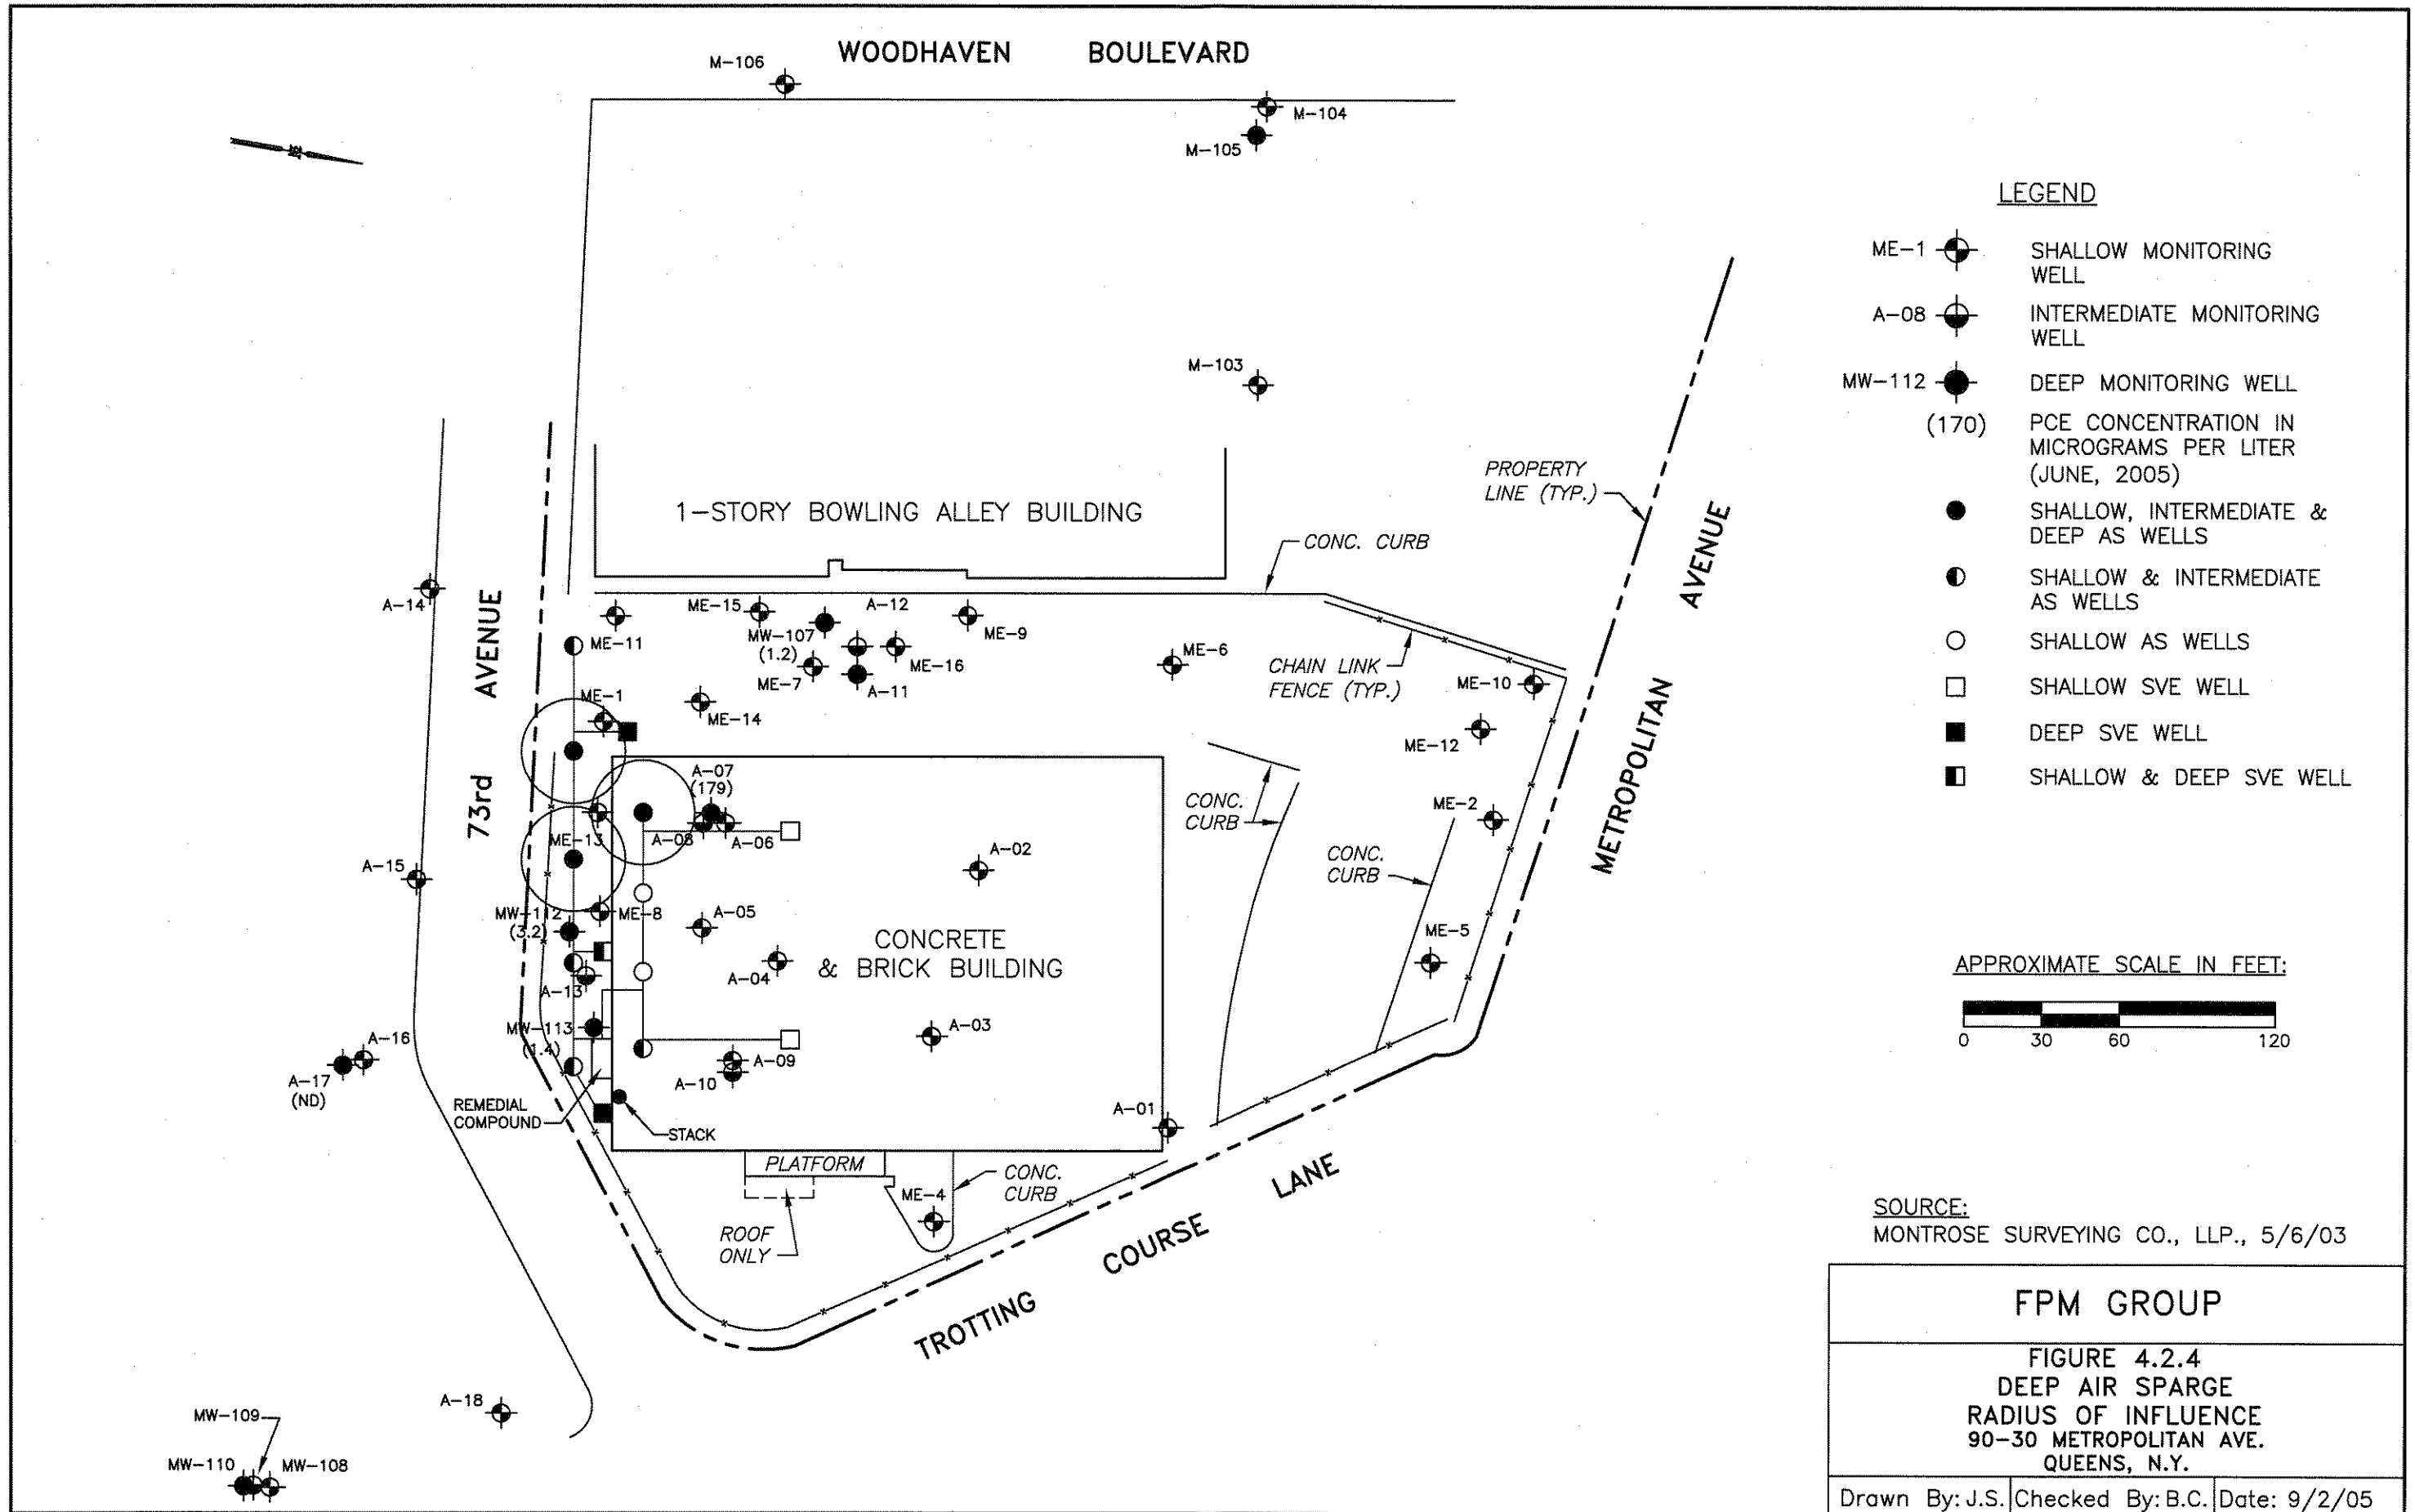 WOODHAVEN BOULEVARD
M-106
M-104
M-105
M-103
LEGEND
ME-1 SHALLOW MONITORING
WELL
A-08 INTERMEDIATE MONITORING
WELL
MW-112 DEEP MONITORING WELL
(170) PCE CONCENTRATION IN
MICROGRAMS PER LITER
(JUNE, 2005)
SHALLOW, INTERMEDIATE &
DEEP AS WELLS
SHALLOW & INTERMEDIATE
AS WELLS
SHALLOW AS WELLS
SHALLOW SVE WELL
DEEP SVE WELL
SHALLOW & DEEP SVE WELL
PROPERTY
LINE (TYP.)
1-STORY BOWLING ALLEY BUILDING
CONC. CURB
METROPOLITAN AVENUE
73rd AVENUE
A-14
ME-11
ME-15
MW-107
(1.2)
A-12
ME-9
ME-16
ME-7
A-11
ME-6
CHAIN LINK
FENCE (TYP.)
ME-10
ME-1
ME-14
ME-12
A-07
(179)
ME-13
A-08
A-06
CONC.
CURB
ME-2
A-15
A-02
CONC.
CURB
MW-112
(3.2)
ME-8
A-05
CONCRETE
& BRICK BUILDING
A-04
ME-5
A-13
MW-113
(1.4)
A-03
A-16
A-17
(ND)
A-09
A-10
REMEDIAL
COMPOUND
STACK
A-01
PLATFORM
CONC.
CURB
ME-4
ROOF
ONLY
TROTTING COURSE LANE
A-18
MW-109
MW-110
MW-108
APPROXIMATE SCALE IN FEET:
0 30 60 120
SOURCE:
MONTROSE SURVEYING CO., LLP., 5/6/03
FPM GROUP
FIGURE 4.2.4
DEEP AIR SPARGE
RADIUS OF INFLUENCE
90-30 METROPOLITAN AVE.
QUEENS, N.Y.
Drawn By: J.S. Checked By: B.C. Date: 9/2/05